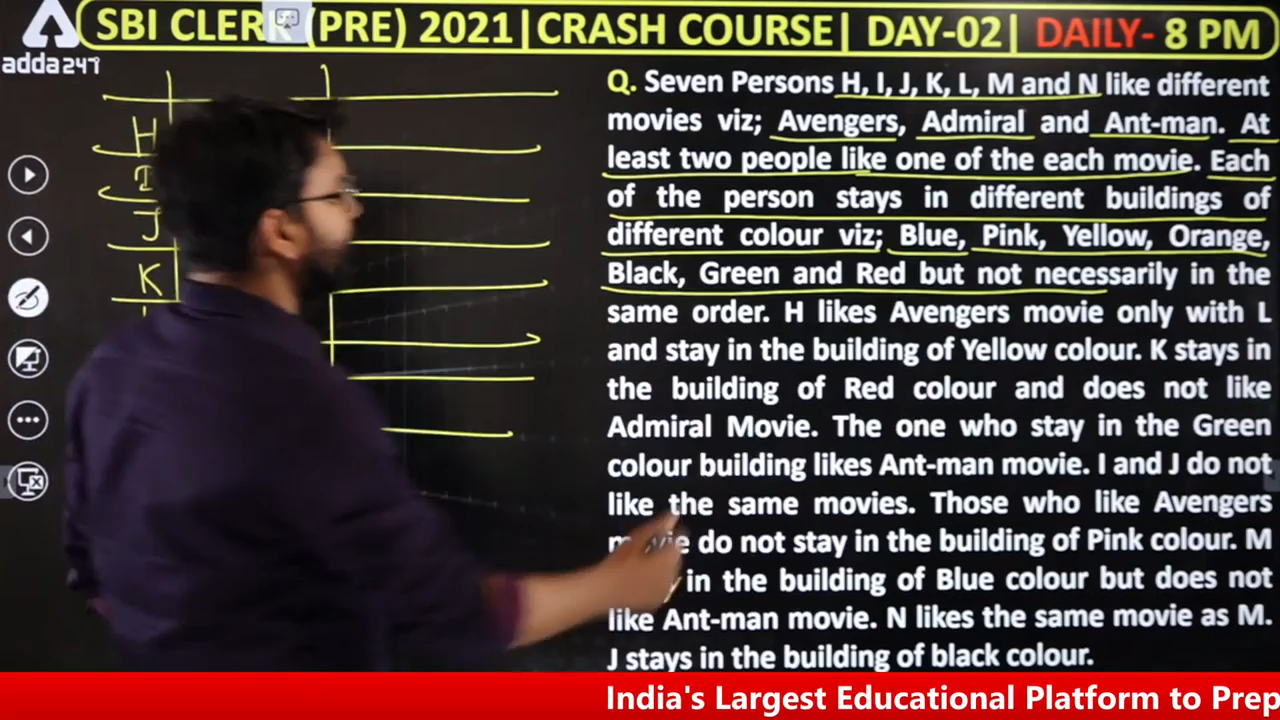 SBI CLERK (PRE) 2021|CRASH COURSE| DAY-02| DAILY- 8 PM
adda247
H
J
K
Q. Seven Persons H, I, J, K, L, M and N like different
movies viz; Avengers, Admiral and Ant-man. At
least two people like one of the each movie. Each
of the person stays in different buildings of
different colour viz; Blue, Pink, Yellow, Orange,
Black, Green and Red but not necessarily in the
same order. H likes Avengers movie only with L
and stay in the building of Yellow colour. K stays in
the building of Red colour and does not like
Admiral Movie. The one who stay in the Green
colour building likes Ant-man movie. I and J do not
like the same movies. Those who like Avengers
movie do not stay in the building of Pink colour. M
in the building of Blue colour but does not
like Ant-man movie. N likes the same movie as M.
J stays in the building of black colour.
India's Largest Educational Platform to Prep